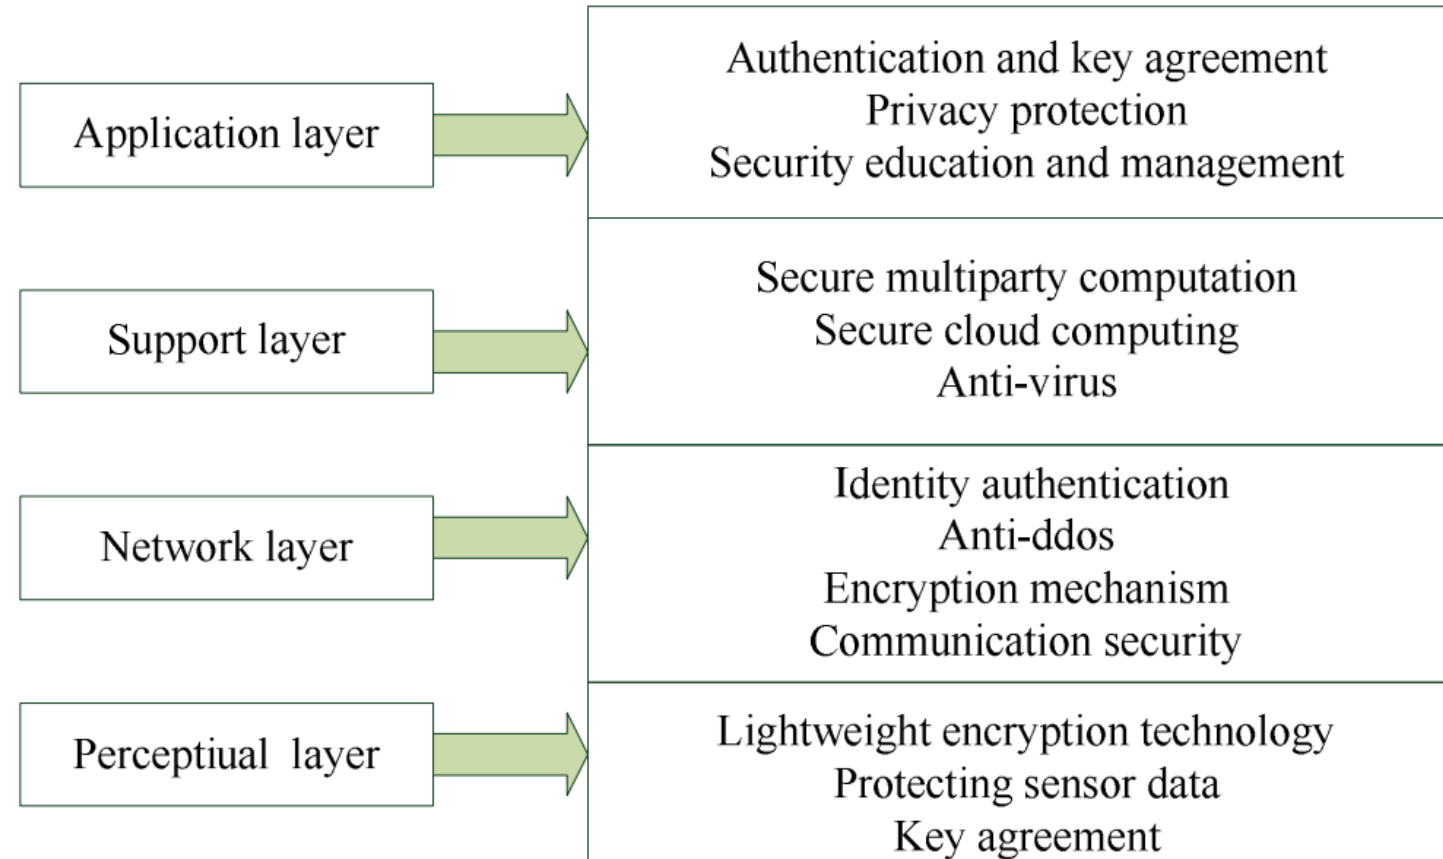 Application layer
Authentication and key agreement
Privacy protection
Security education and management
Support layer
Secure multiparty computation
Secure cloud computing
Anti-virus
Network layer
Identity authentication
Anti-ddos
Encryption mechanism
Communication security
Perceptiual layer
Lightweight encryption technology
Protecting sensor data
Key agreement